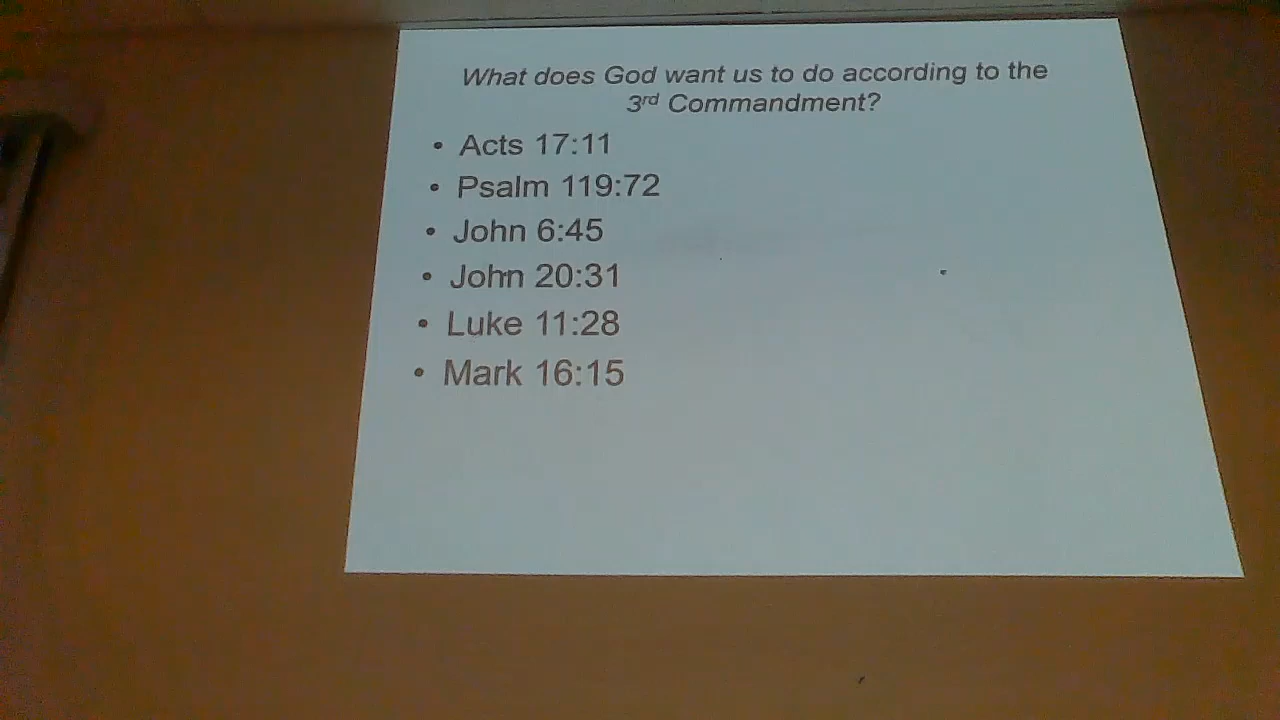 What does God want us to do according to the
3rd Commandment?
• Acts 17:11
• Psalm 119:72
• John 6:45
• John 20:31
• Luke 11:28
• Mark 16:15